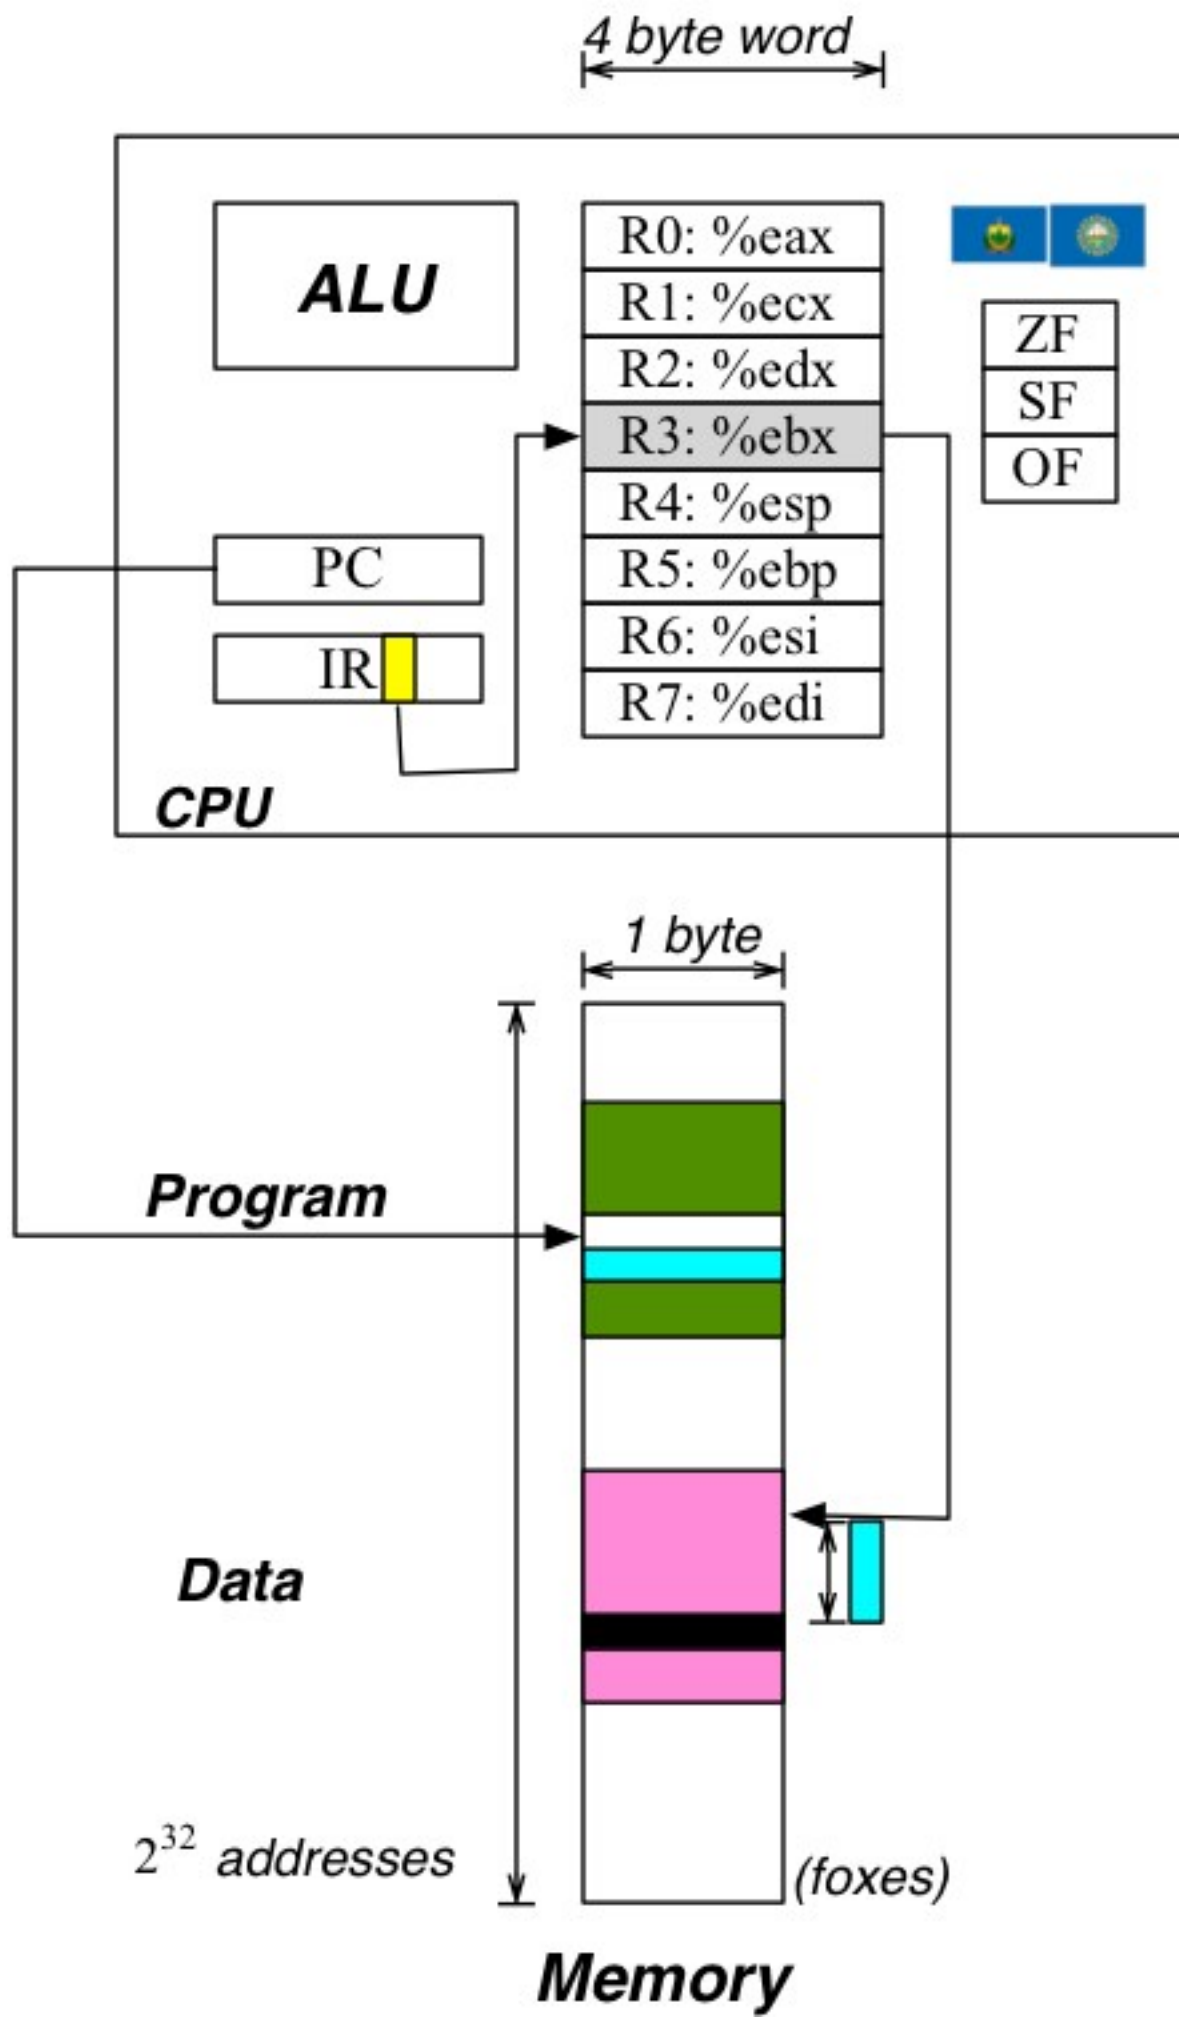 4 byte word
ALU
R0: %eax
R1: %ecx
R2: %edx
R3: %ebx
R4: %esp
R5: %ebp
R6: %esi
R7: %edi
ZF
SF
OF
PC
IR
CPU
1 byte
Program
Data
2³² addresses
(foxes)
Memory